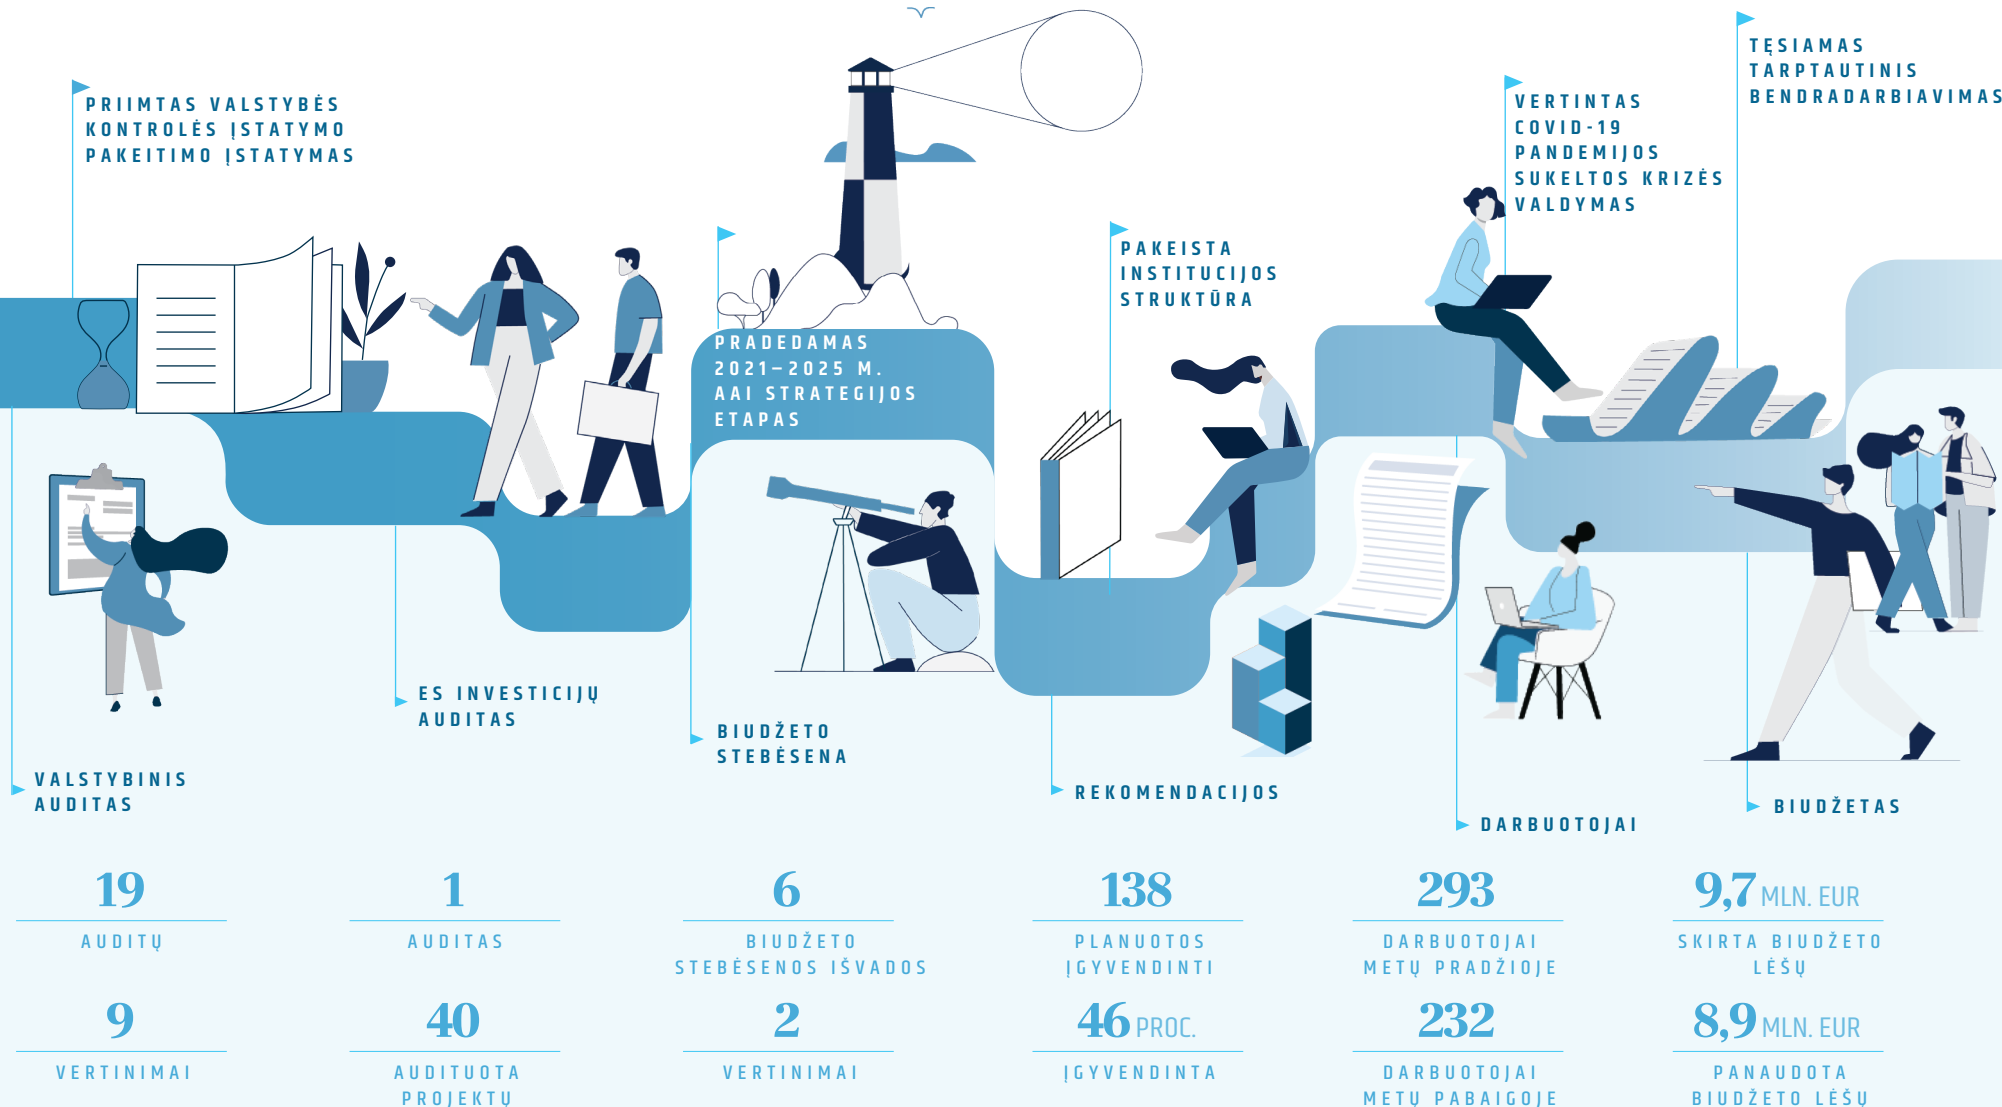 PRIIMTAS VALSTYBĖS
KONTROLĖS ĮSTATYMO
PAKEITIMO ĮSTATYMAS
PRADEDAMAS
2021–2025 M.
AAI STRATEGIJOS
ETAPAS
PAKEISTA
INSTITUCIJOS
STRUKTŪRA
VERTINTAS
COVID-19
PANDEMIJOS
SUKELTOS KRIZĖS
VALDYMAS
TĘSIAMAS
TARPTAUTINIS
BENDRADARBIAVIMAS
VALSTYBINIS
AUDITAS
ES INVESTICIJŲ
AUDITAS
BIUDŽETO
STEBĖSENA
REKOMENDACIJOS
DARBUOTOJAI
BIUDŽETAS
19
AUDITŲ
9
VERTINIMAI
1
AUDITAS
40
AUDITUOTA
PROJEKTŲ
6
BIUDŽETO
STEBĖSENOS IŠVADOS
2
VERTINIMAI
138
PLANUOTOS
ĮGYVENDINTI
46 PROC.
ĮGYVENDINTA
293
DARBUOTOJAI
METŲ PRADŽIOJE
232
DARBUOTOJAI
METŲ PABAIGOJE
9,7 MLN. EUR
SKIRTA BIUDŽETO
LĖŠŲ
8,9 MLN. EUR
PANAUDOTA
BIUDŽETO LĖŠŲ